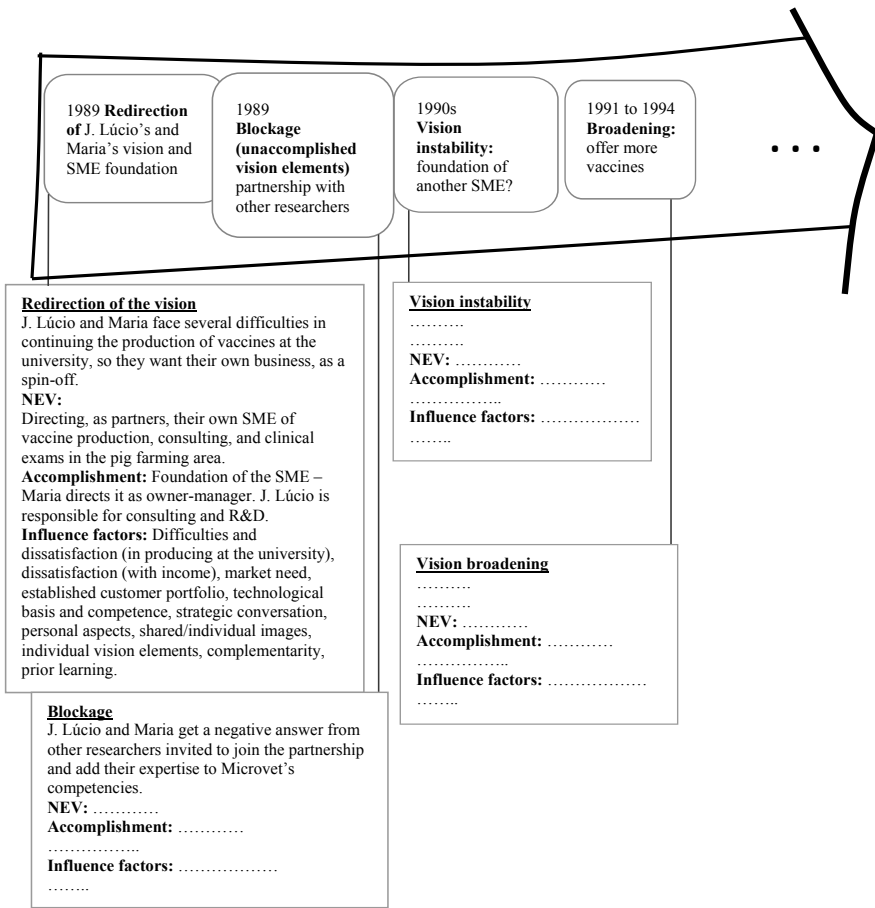 1989 Redirection
of J. Lúcio’s and
Maria’s vision and
SME foundation
1989
Blockage
(unaccomplished
vision elements)
partnership with
other researchers
1990s
Vision
instability:
foundation of
another SME?
1991 to 1994
Broadening:
offer more
vaccines
. . .
Redirection of the vision
J. Lúcio and Maria face several difficulties in
continuing the production of vaccines at the
university, so they want their own business, as a
spin-off.
NEV:
Directing, as partners, their own SME of
vaccine production, consulting, and clinical
exams in the pig farming area.
Accomplishment: Foundation of the SME –
Maria directs it as owner-manager. J. Lúcio is
responsible for consulting and R&D.
Influence factors: Difficulties and
dissatisfaction (in producing at the university),
dissatisfaction (with income), market need,
established customer portfolio, technological
basis and competence, strategic conversation,
personal aspects, shared/individual images,
individual vision elements, complementarity,
prior learning.
Blockage
J. Lúcio and Maria get a negative answer from
other researchers invited to join the partnership
and add their expertise to Microvet’s
competencies.
NEV: …………
Accomplishment: …………
……………..
Influence factors: ………………
……..
Vision instability
……….
……….
NEV: …………
Accomplishment: …………
……………..
Influence factors: ………………
……..
Vision broadening
……….
……….
NEV: …………
Accomplishment: …………
……………..
Influence factors: ………………
……..